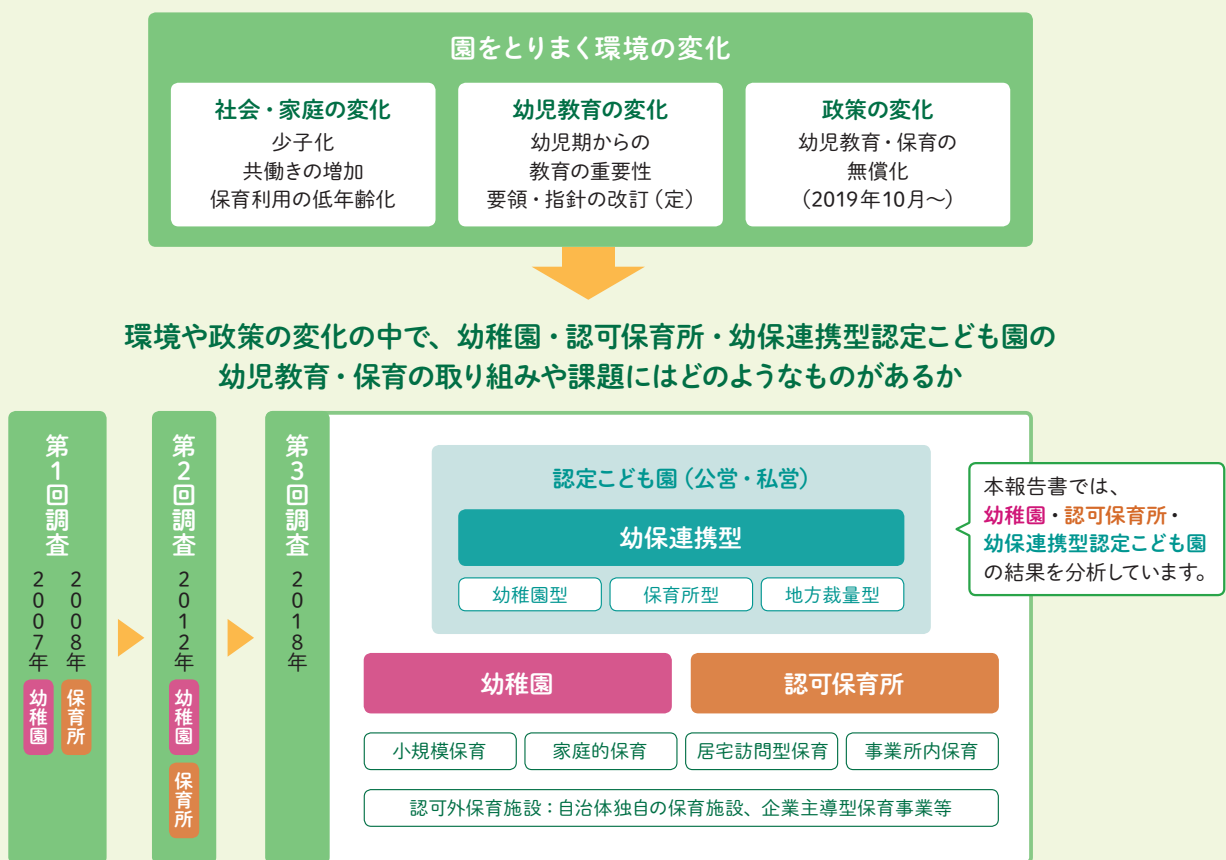 園をとりまく環境の変化
社会・家庭の変化
少子化
共働きの増加
保育利用の低年齢化
幼児教育の変化
幼児期からの
教育の重要性
要領・指針の改訂（定）
政策の変化
幼児教育・保育の
無償化
（2019年10月〜）
環境や政策の変化の中で、幼稚園・認可保育所・幼保連携型認定こども園の
幼児教育・保育の取り組みや課題にはどのようなものがあるか
第1回調査
2007年
幼稚園
2008年
保育所
第2回調査
2012年
幼稚園
保育所
第3回調査
2018年
認定こども園（公営・私営）
幼保連携型
幼稚園型
保育所型
地方裁量型
幼稚園
認可保育所
小規模保育
家庭的保育
居宅訪問型保育
事業所内保育
認可外保育施設：自治体独自の保育施設、企業主導型保育事業等
本報告書では、
幼稚園・認可保育所・
幼保連携型認定こども園
の結果を分析しています。